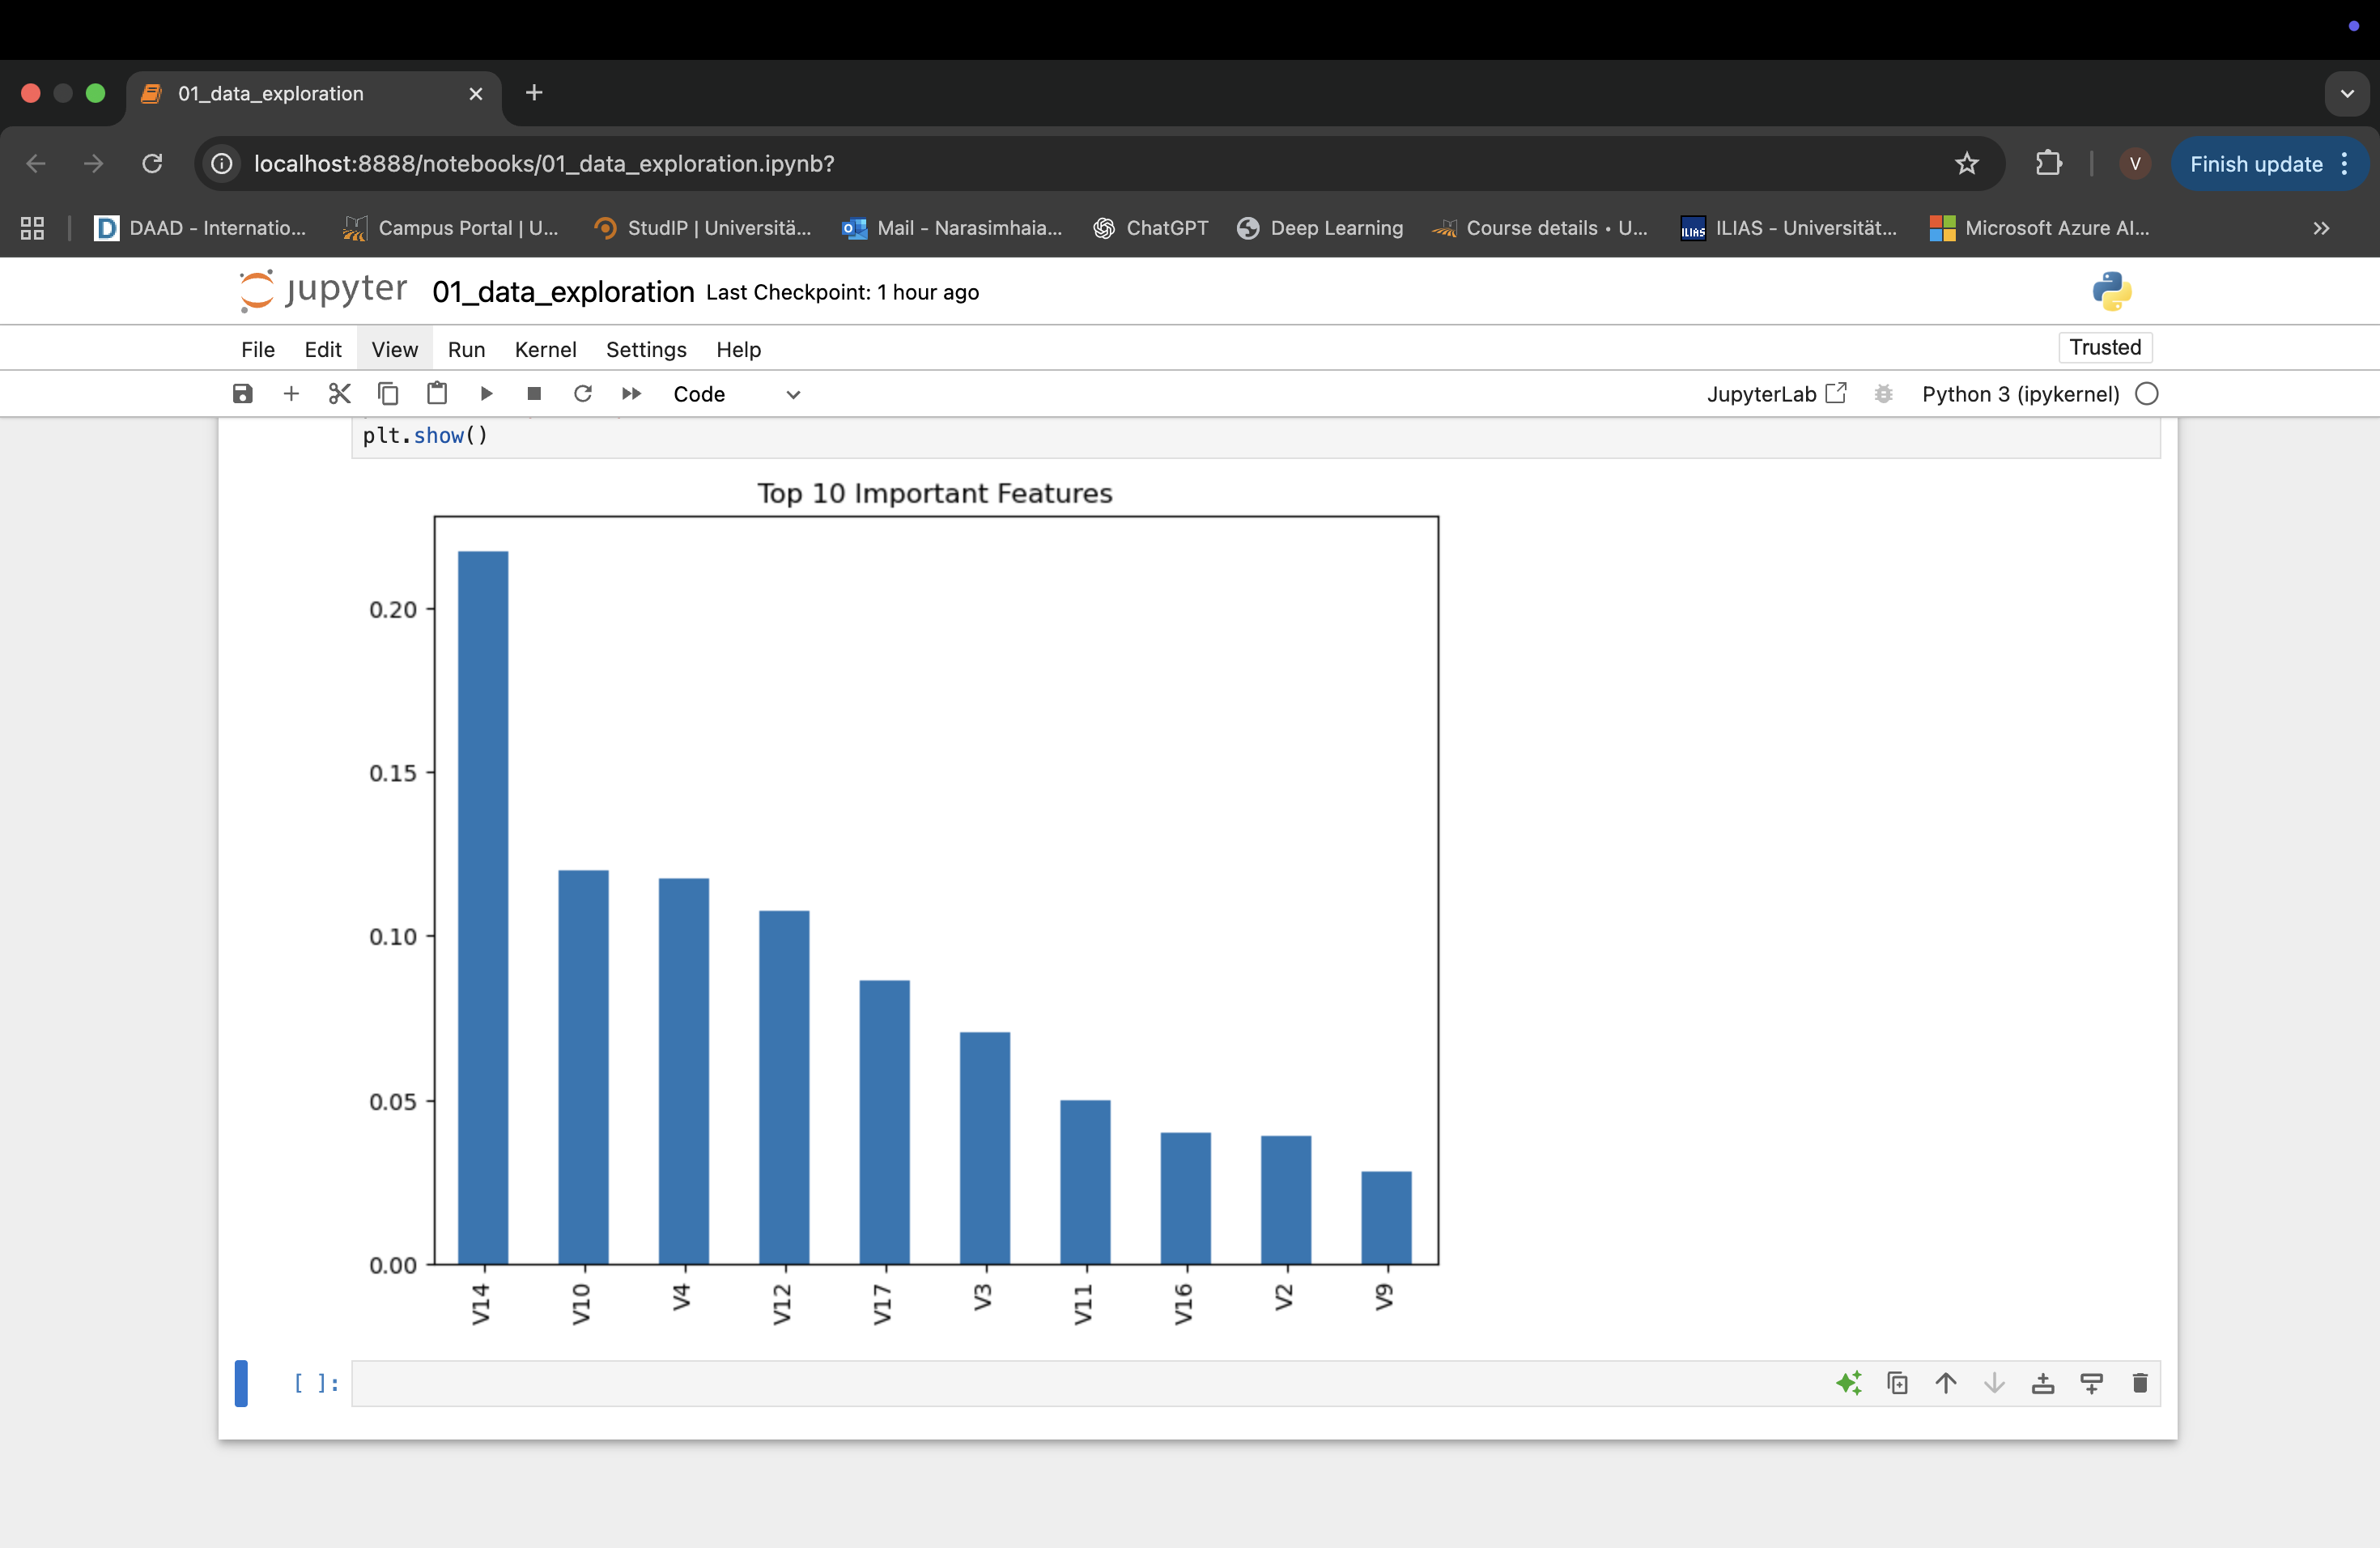 01_data_exploration
localhost:8888/notebooks/01_data_exploration.ipynb?
V
Finish update
DAAD - Internatio...
Campus Portal | U...
StudIP | Universitä...
Mail - Narasimhaia...
ChatGPT
Deep Learning
Course details • U...
ILIAS
ILIAS - Universität...
Microsoft Azure AI...
jupyter
01_data_exploration Last Checkpoint: 1 hour ago
File Edit View Run Kernel Settings Help
Trusted
Code
JupyterLab
Python 3 (ipykernel)
plt.show()
Top 10 Important Features
0.20
0.15
0.10
0.05
0.00
V14 V10 V4 V12 V17 V3 V11 V16 V2 V9
[ ]: